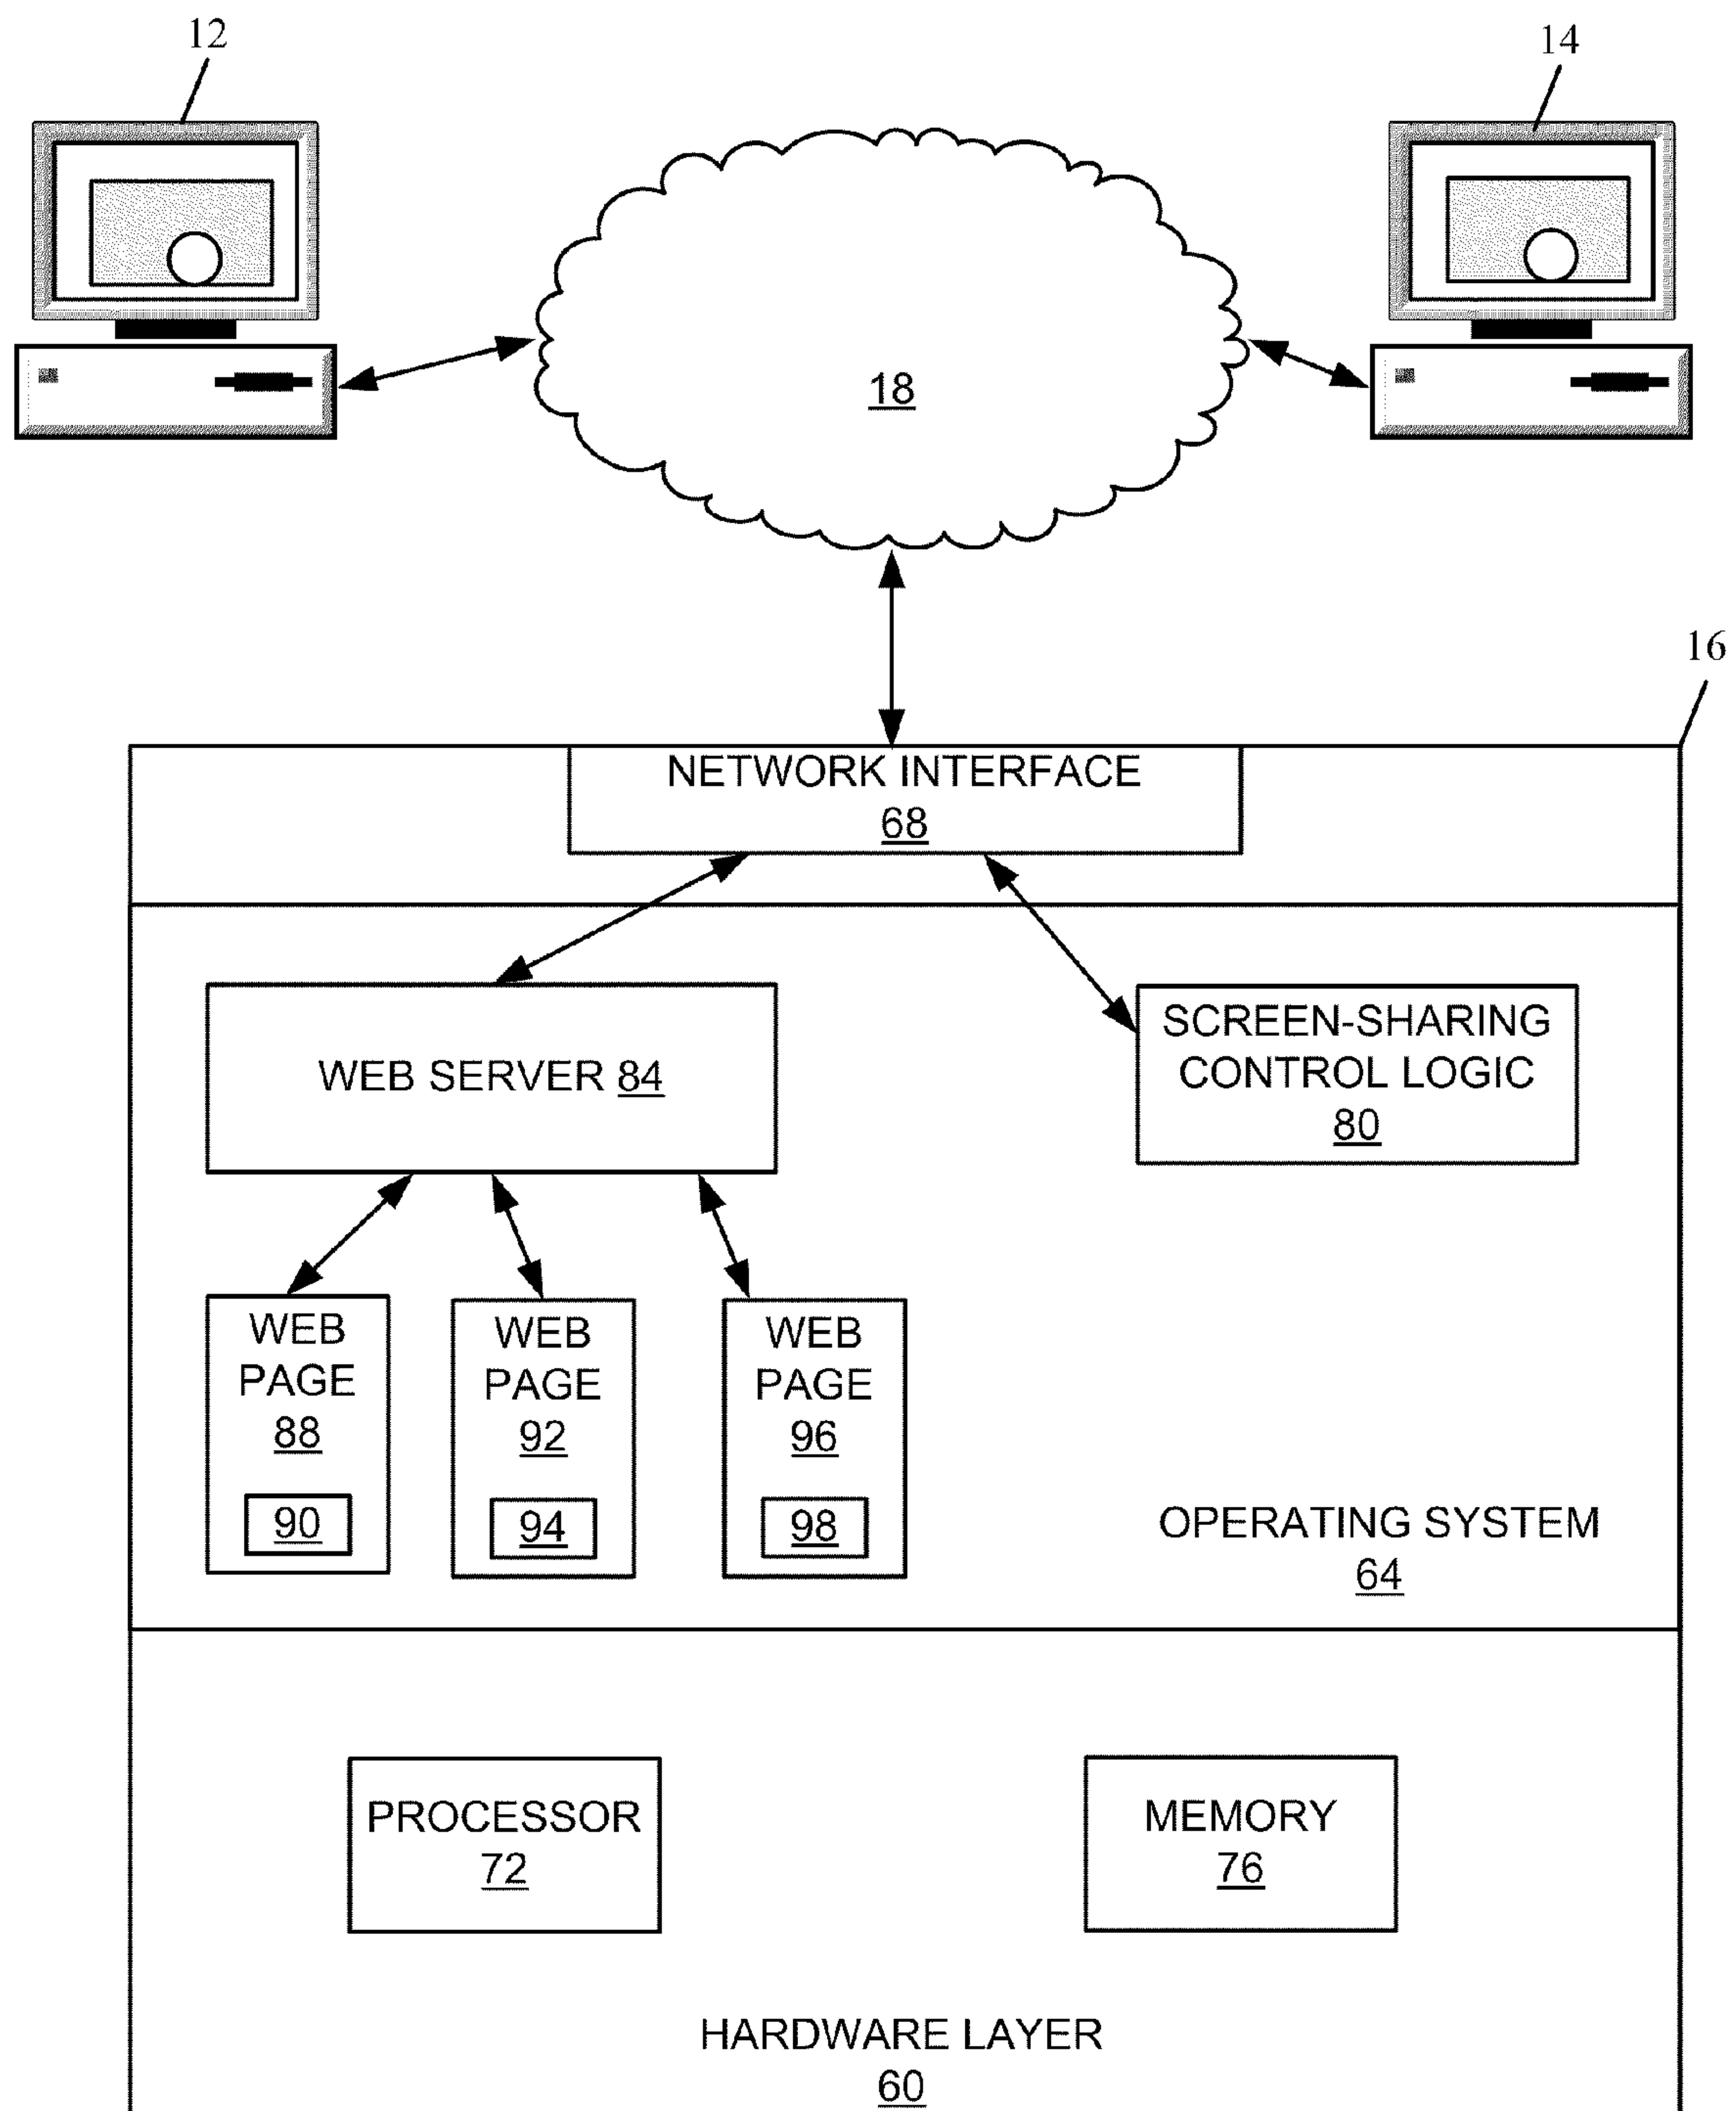 12
14
18
16
NETWORK INTERFACE
68
WEB SERVER 84
SCREEN-SHARING
CONTROL LOGIC
80
WEB
PAGE
88
90
WEB
PAGE
92
94
WEB
PAGE
96
98
OPERATING SYSTEM
64
PROCESSOR
72
MEMORY
76
HARDWARE LAYER
60